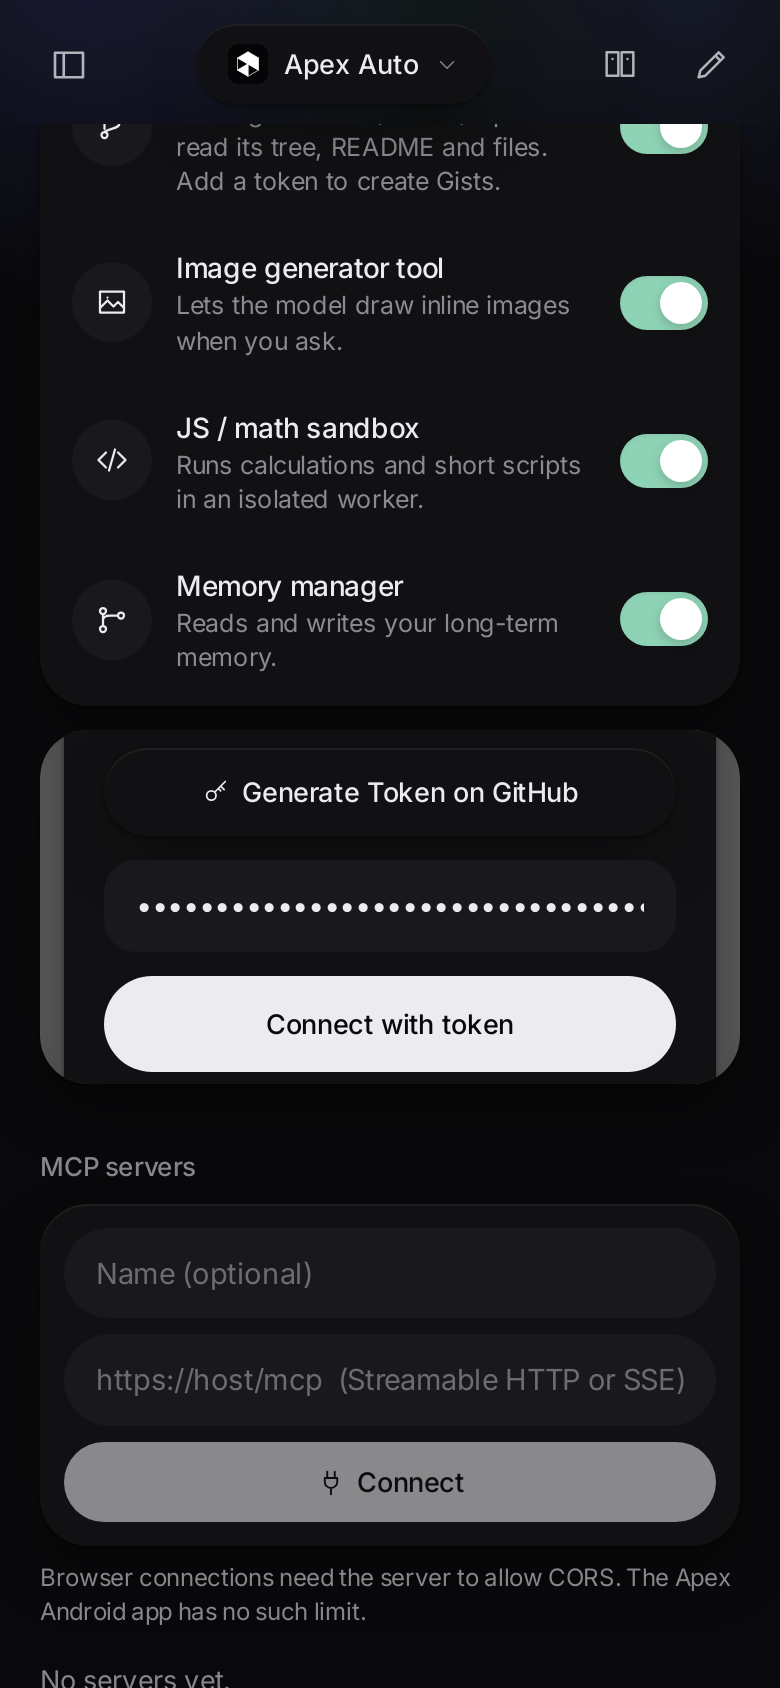 Apex Auto
read its tree, README and files.
Add a token to create Gists.
Image generator tool
Lets the model draw inline images
when you ask.
JS / math sandbox
Runs calculations and short scripts
in an isolated worker.
Memory manager
Reads and writes your long-term
memory.
Generate Token on GitHub
Connect with token
MCP servers
Name (optional)
https://host/mcp (Streamable HTTP or SSE)
Connect
Browser connections need the server to allow CORS. The Apex
Android app has no such limit.
No servers yet.